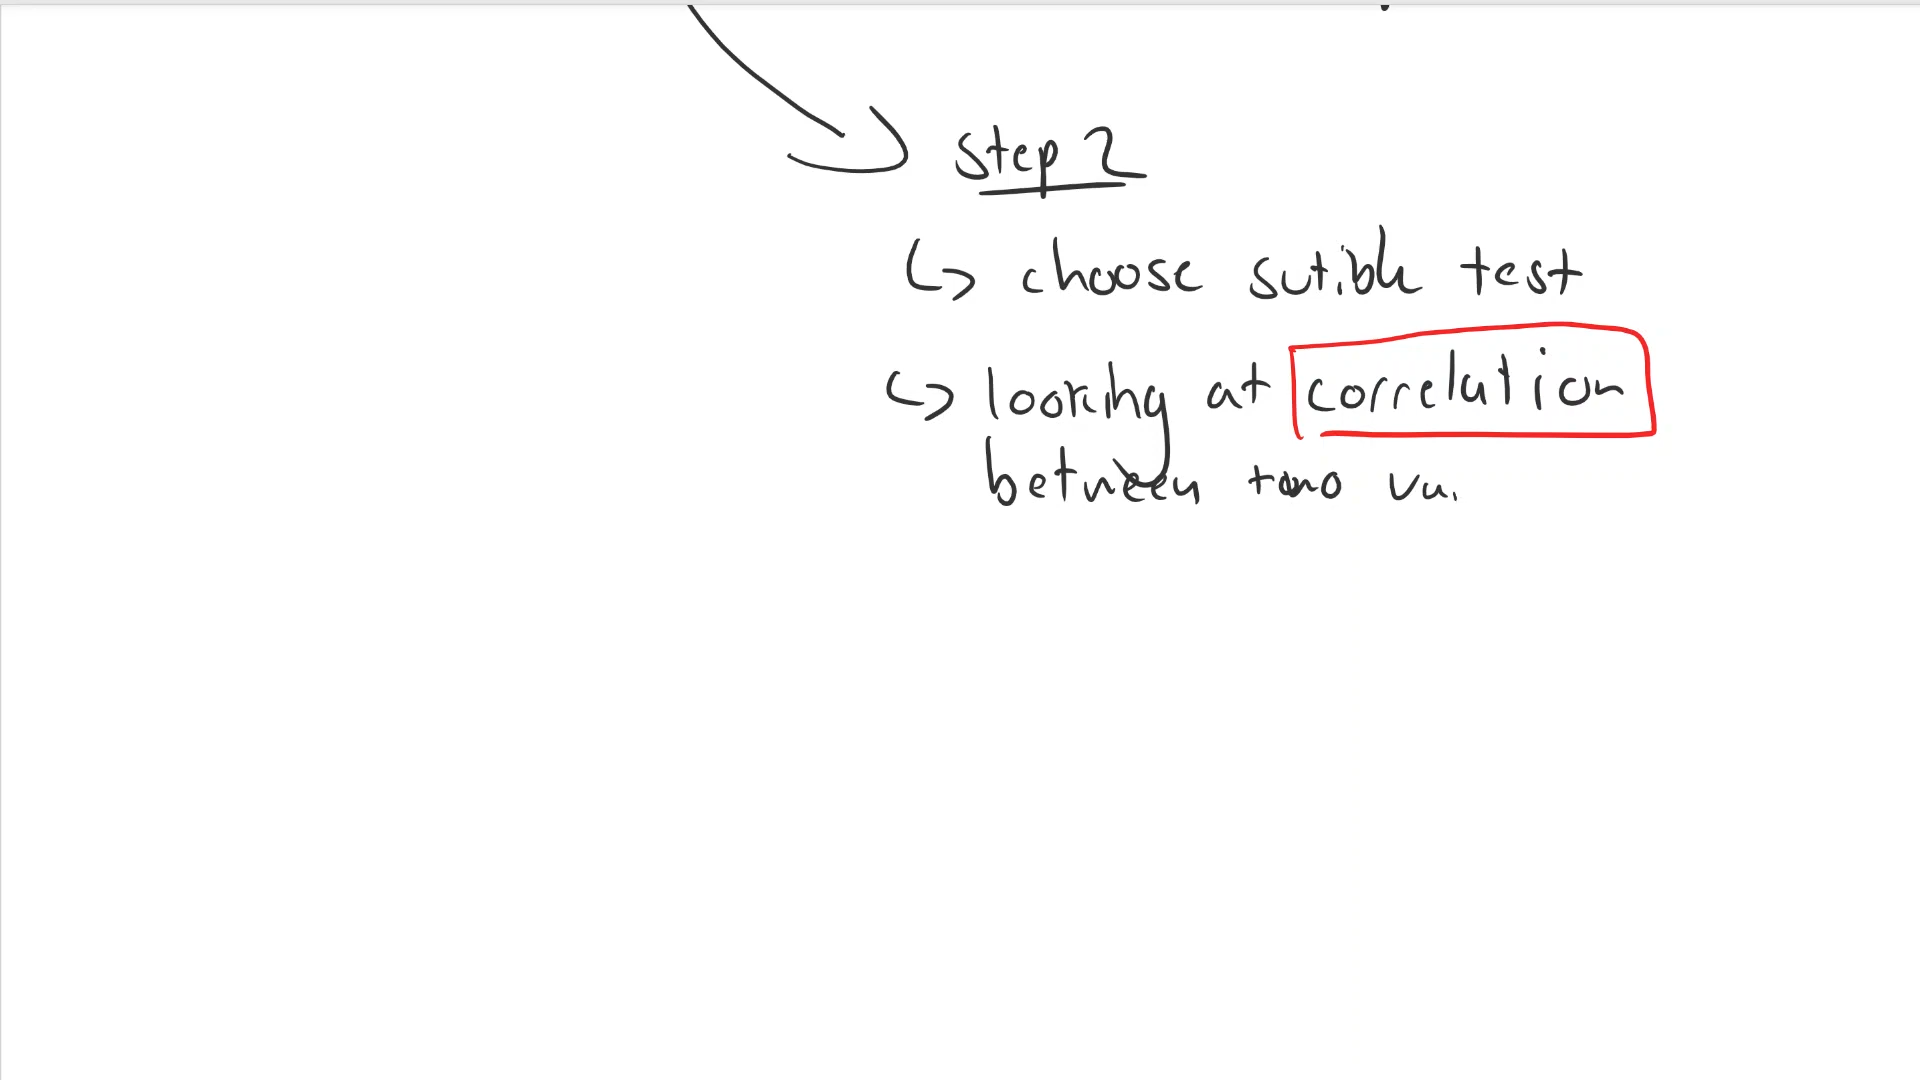 step 2
↳ choose sutible test
↳ looking at correlation
between two va.